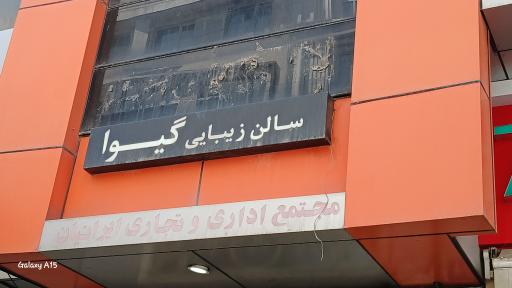 سالن زیبایی گیوا
مجتمع اداری و تجاری ایرانیان
Galaxy A15